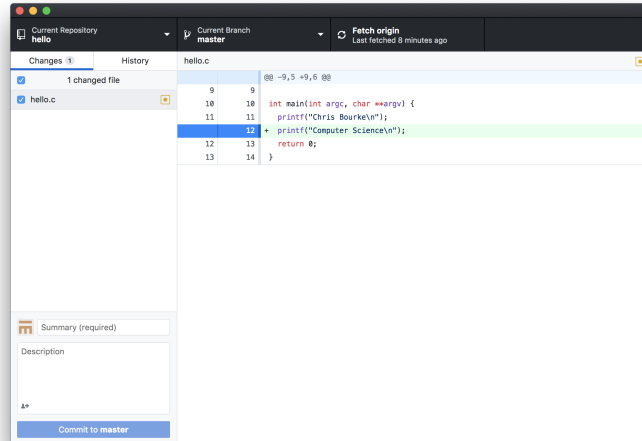 Current Repository
hello
Current Branch
master
Fetch origin
Last fetched 8 minutes ago
Changes 1 History
hello.c
1 changed file
hello.c
@@ -9,5 +9,6 @@
9 9
10 10 int main(int argc, char **argv) {
11 11 printf("Chris Bourke\n");
12 + printf("Computer Science\n");
12 13 return 0;
13 14 }
Summary (required)
Description
Commit to master